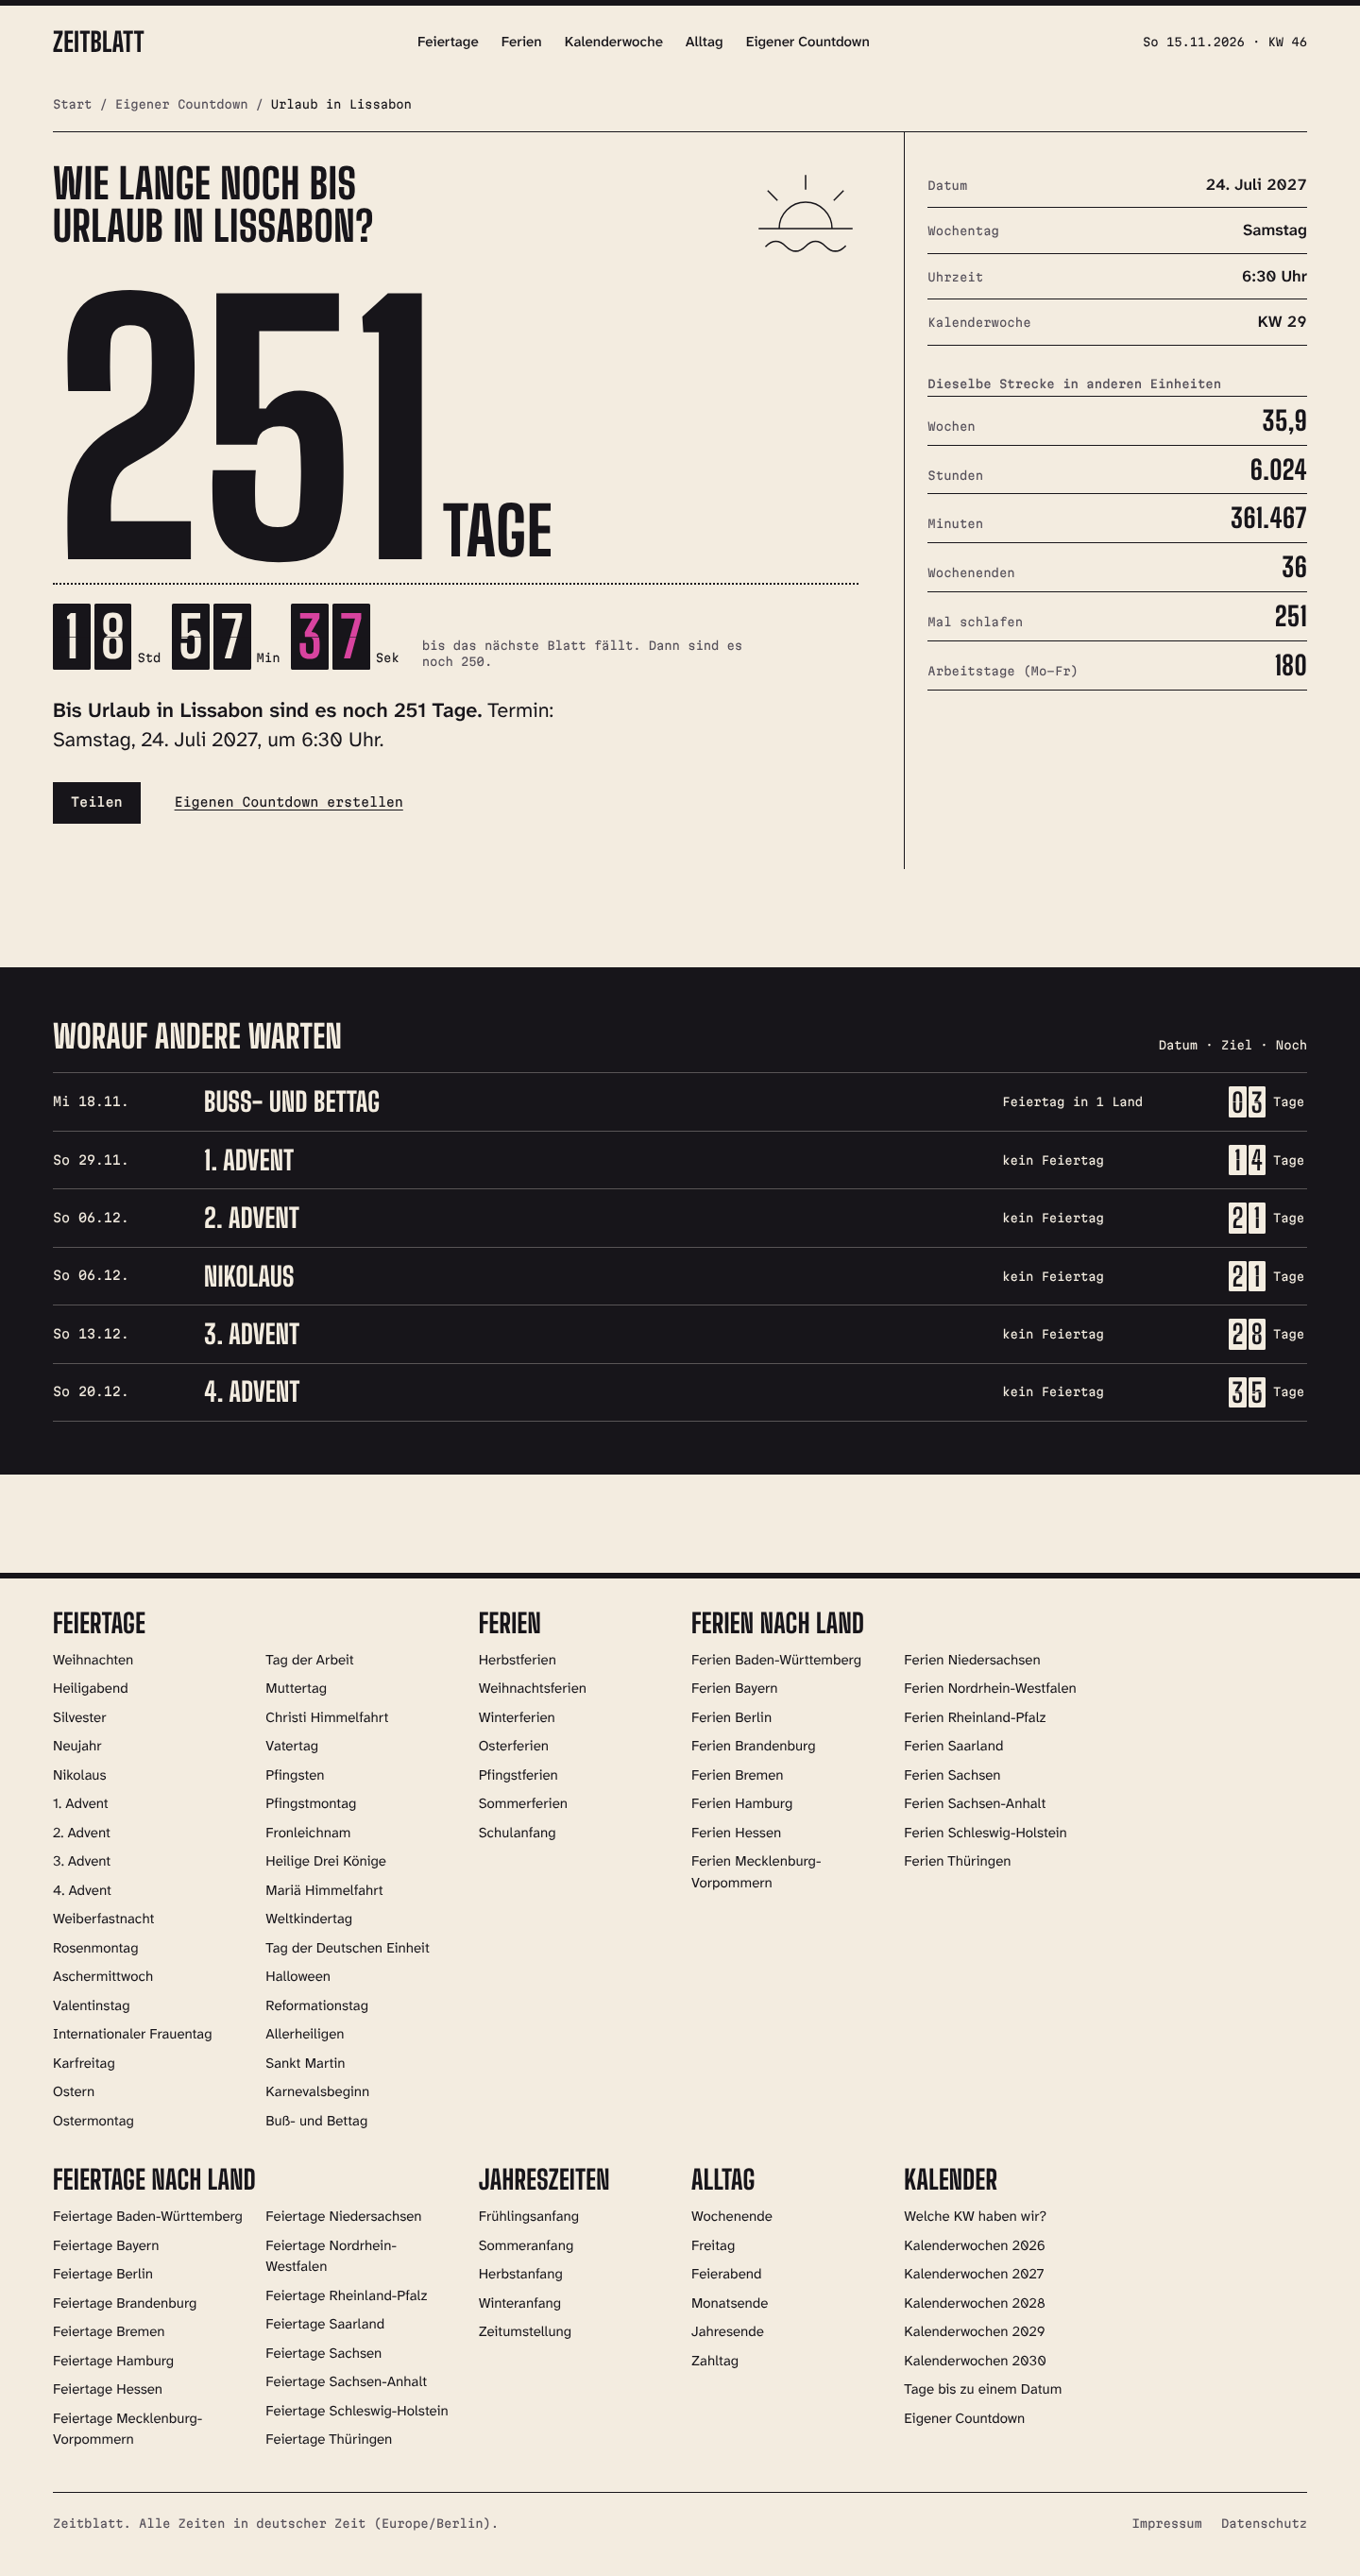 ZEITBLATT
Feiertage Ferien Kalenderwoche Alltag Eigener Countdown
So 15.11.2026 · KW 46
Start / Eigener Countdown / Urlaub in Lissabon
WIE LANGE NOCH BIS
URLAUB IN LISSABON?
251 TAGE
18 Std 57 Min 37 Sek
bis das nächste Blatt fällt. Dann sind es
noch 250.
Bis Urlaub in Lissabon sind es noch 251 Tage. Termin:
Samstag, 24. Juli 2027, um 6:30 Uhr.
Teilen
Eigenen Countdown erstellen
Datum 24. Juli 2027
Wochentag Samstag
Uhrzeit 6:30 Uhr
Kalenderwoche KW 29
Dieselbe Strecke in anderen Einheiten
Wochen 35,9
Stunden 6.024
Minuten 361.467
Wochenenden 36
Mal schlafen 251
Arbeitstage (Mo–Fr) 180
WORAUF ANDERE WARTEN
Datum · Ziel · Noch
Mi 18.11. BUSS- UND BETTAG Feiertag in 1 Land 03 Tage
So 29.11. 1. ADVENT kein Feiertag 14 Tage
So 06.12. 2. ADVENT kein Feiertag 21 Tage
So 06.12. NIKOLAUS kein Feiertag 21 Tage
So 13.12. 3. ADVENT kein Feiertag 28 Tage
So 20.12. 4. ADVENT kein Feiertag 35 Tage
FEIERTAGE
Weihnachten
Heiligabend
Silvester
Neujahr
Nikolaus
1. Advent
2. Advent
3. Advent
4. Advent
Weiberfastnacht
Rosenmontag
Aschermittwoch
Valentinstag
Internationaler Frauentag
Karfreitag
Ostern
Ostermontag
Tag der Arbeit
Muttertag
Christi Himmelfahrt
Vatertag
Pfingsten
Pfingstmontag
Fronleichnam
Heilige Drei Könige
Mariä Himmelfahrt
Weltkindertag
Tag der Deutschen Einheit
Halloween
Reformationstag
Allerheiligen
Sankt Martin
Karnevalsbeginn
Buß- und Bettag
FERIEN
Herbstferien
Weihnachtsferien
Winterferien
Osterferien
Pfingstferien
Sommerferien
Schulanfang
FERIEN NACH LAND
Ferien Baden-Württemberg
Ferien Bayern
Ferien Berlin
Ferien Brandenburg
Ferien Bremen
Ferien Hamburg
Ferien Hessen
Ferien Mecklenburg-
Vorpommern
Ferien Niedersachsen
Ferien Nordrhein-Westfalen
Ferien Rheinland-Pfalz
Ferien Saarland
Ferien Sachsen
Ferien Sachsen-Anhalt
Ferien Schleswig-Holstein
Ferien Thüringen
FEIERTAGE NACH LAND
Feiertage Baden-Württemberg
Feiertage Bayern
Feiertage Berlin
Feiertage Brandenburg
Feiertage Bremen
Feiertage Hamburg
Feiertage Hessen
Feiertage Mecklenburg-
Vorpommern
Feiertage Niedersachsen
Feiertage Nordrhein-
Westfalen
Feiertage Rheinland-Pfalz
Feiertage Saarland
Feiertage Sachsen
Feiertage Sachsen-Anhalt
Feiertage Schleswig-Holstein
Feiertage Thüringen
JAHRESZEITEN
Frühlingsanfang
Sommeranfang
Herbstanfang
Winteranfang
Zeitumstellung
ALLTAG
Wochenende
Freitag
Feierabend
Monatsende
Jahresende
Zahltag
KALENDER
Welche KW haben wir?
Kalenderwochen 2026
Kalenderwochen 2027
Kalenderwochen 2028
Kalenderwochen 2029
Kalenderwochen 2030
Tage bis zu einem Datum
Eigener Countdown
Zeitblatt. Alle Zeiten in deutscher Zeit (Europe/Berlin).
Impressum Datenschutz